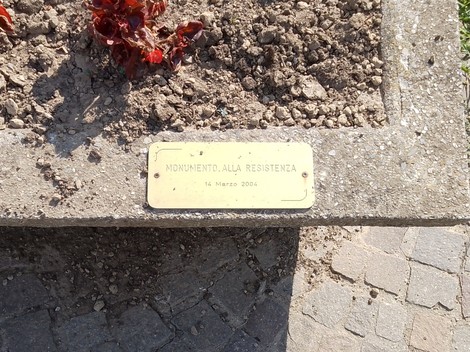 MONUMENTO ALLA RESISTENZA
14 Marzo 2004